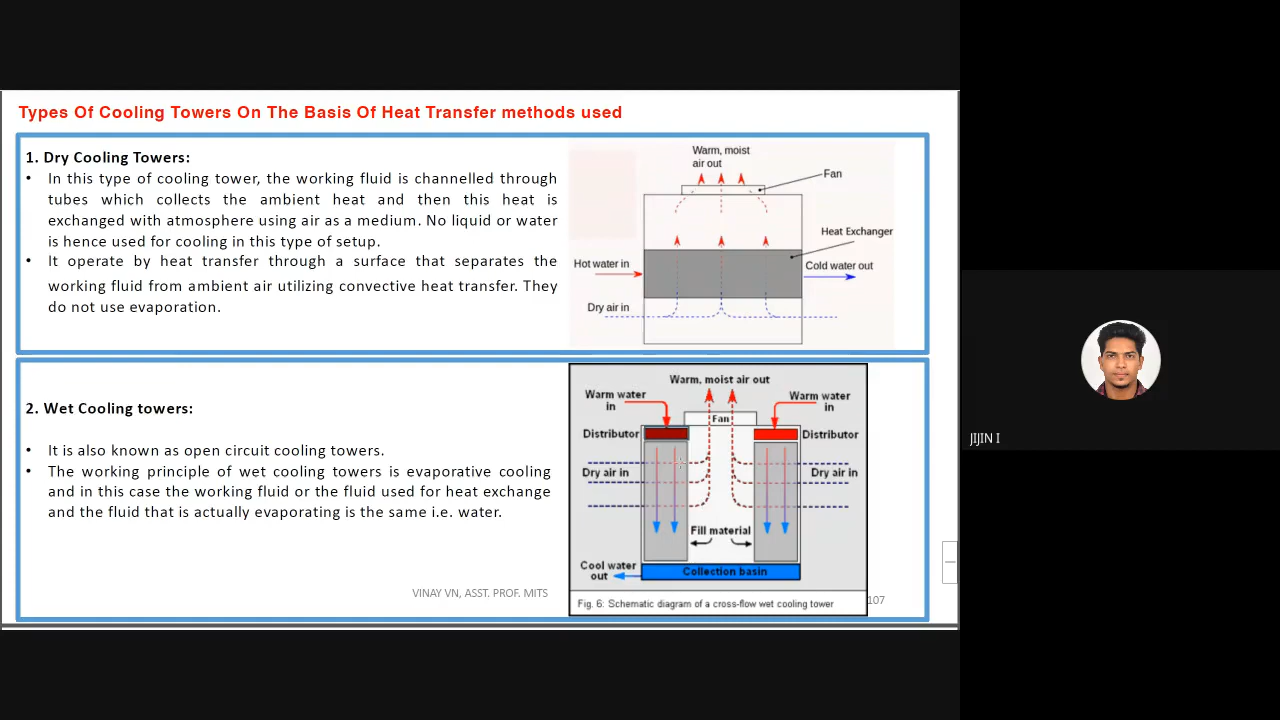 Types Of Cooling Towers On The Basis Of Heat Transfer methods used
1. Dry Cooling Towers:
• In this type of cooling tower, the working fluid is channelled through
tubes which collects the ambient heat and then this heat is
exchanged with atmosphere using air as a medium. No liquid or water
is hence used for cooling in this type of setup.
• It operate by heat transfer through a surface that separates the
working fluid from ambient air utilizing convective heat transfer. They
do not use evaporation.
Warm, moist
air out
Fan
Heat Exchanger
Hot water in
Cold water out
Dry air in
2. Wet Cooling towers:
• It is also known as open circuit cooling towers.
• The working principle of wet cooling towers is evaporative cooling
and in this case the working fluid or the fluid used for heat exchange
and the fluid that is actually evaporating is the same i.e. water.
Warm, moist air out
Warm water
in
Warm water
in
Fan
Distributor
Distributor
Dry air in
Dry air in
Fill material
Cool water
out
Collection basin
Fig. 6: Schematic diagram of a cross-flow wet cooling tower
VINAY VN, ASST. PROF. MITS
107
JIJIN I